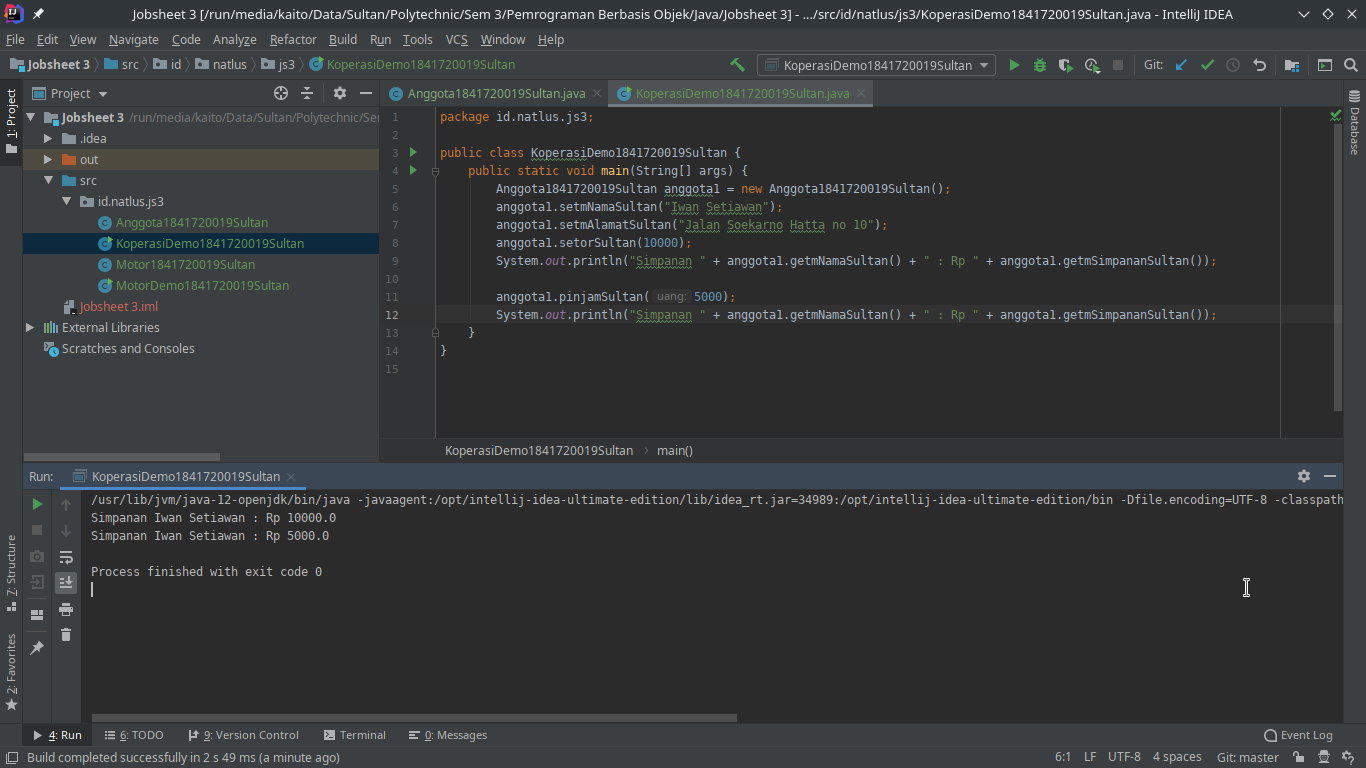 Jobsheet 3 [/run/media/kaito/Data/Sultan/Polytechnic/Sem 3/Pemrograman Berbasis Objek/Java/Jobsheet 3] - .../src/id/natlus/js3/KoperasiDemo1841720019Sultan.java - IntelliJ IDEA
File Edit View Navigate Code Analyze Refactor Build Run Tools VCS Window Help
Jobsheet 3 src id natlus js3 KoperasiDemo1841720019Sultan
KoperasiDemo1841720019Sultan Git:
1: Project
Project
Jobsheet 3 /run/media/kaito/Data/Sultan/Polytechnic/Se
.idea
out
src
id.natlus.js3
Anggota1841720019Sultan
KoperasiDemo1841720019Sultan
Motor1841720019Sultan
MotorDemo1841720019Sultan
Jobsheet 3.iml
External Libraries
Scratches and Consoles
Anggota1841720019Sultan.java KoperasiDemo1841720019Sultan.java
1 package id.natlus.js3;
2
3 public class KoperasiDemo1841720019Sultan {
4 public static void main(String[] args) {
5 Anggota1841720019Sultan anggota1 = new Anggota1841720019Sultan();
6 anggota1.setmNamaSultan("Iwan Setiawan");
7 anggota1.setmAlamatSultan("Jalan Soekarno Hatta no 10");
8 anggota1.setorSultan(10000);
9 System.out.println("Simpanan " + anggota1.getmNamaSultan() + " : Rp " + anggota1.getmSimpananSultan());
10
11 anggota1.pinjamSultan( uang: 5000);
12 System.out.println("Simpanan " + anggota1.getmNamaSultan() + " : Rp " + anggota1.getmSimpananSultan());
13 }
14 }
15
KoperasiDemo1841720019Sultan main()
Database
Run: KoperasiDemo1841720019Sultan
/usr/lib/jvm/java-12-openjdk/bin/java -javaagent:/opt/intellij-idea-ultimate-edition/lib/idea_rt.jar=34989:/opt/intellij-idea-ultimate-edition/bin -Dfile.encoding=UTF-8 -classpath
Simpanan Iwan Setiawan : Rp 10000.0
Simpanan Iwan Setiawan : Rp 5000.0
Process finished with exit code 0
7: Structure
2: Favorites
4: Run 6: TODO 9: Version Control Terminal 0: Messages Event Log
Build completed successfully in 2 s 49 ms (a minute ago) 6:1 LF UTF-8 4 spaces Git: master